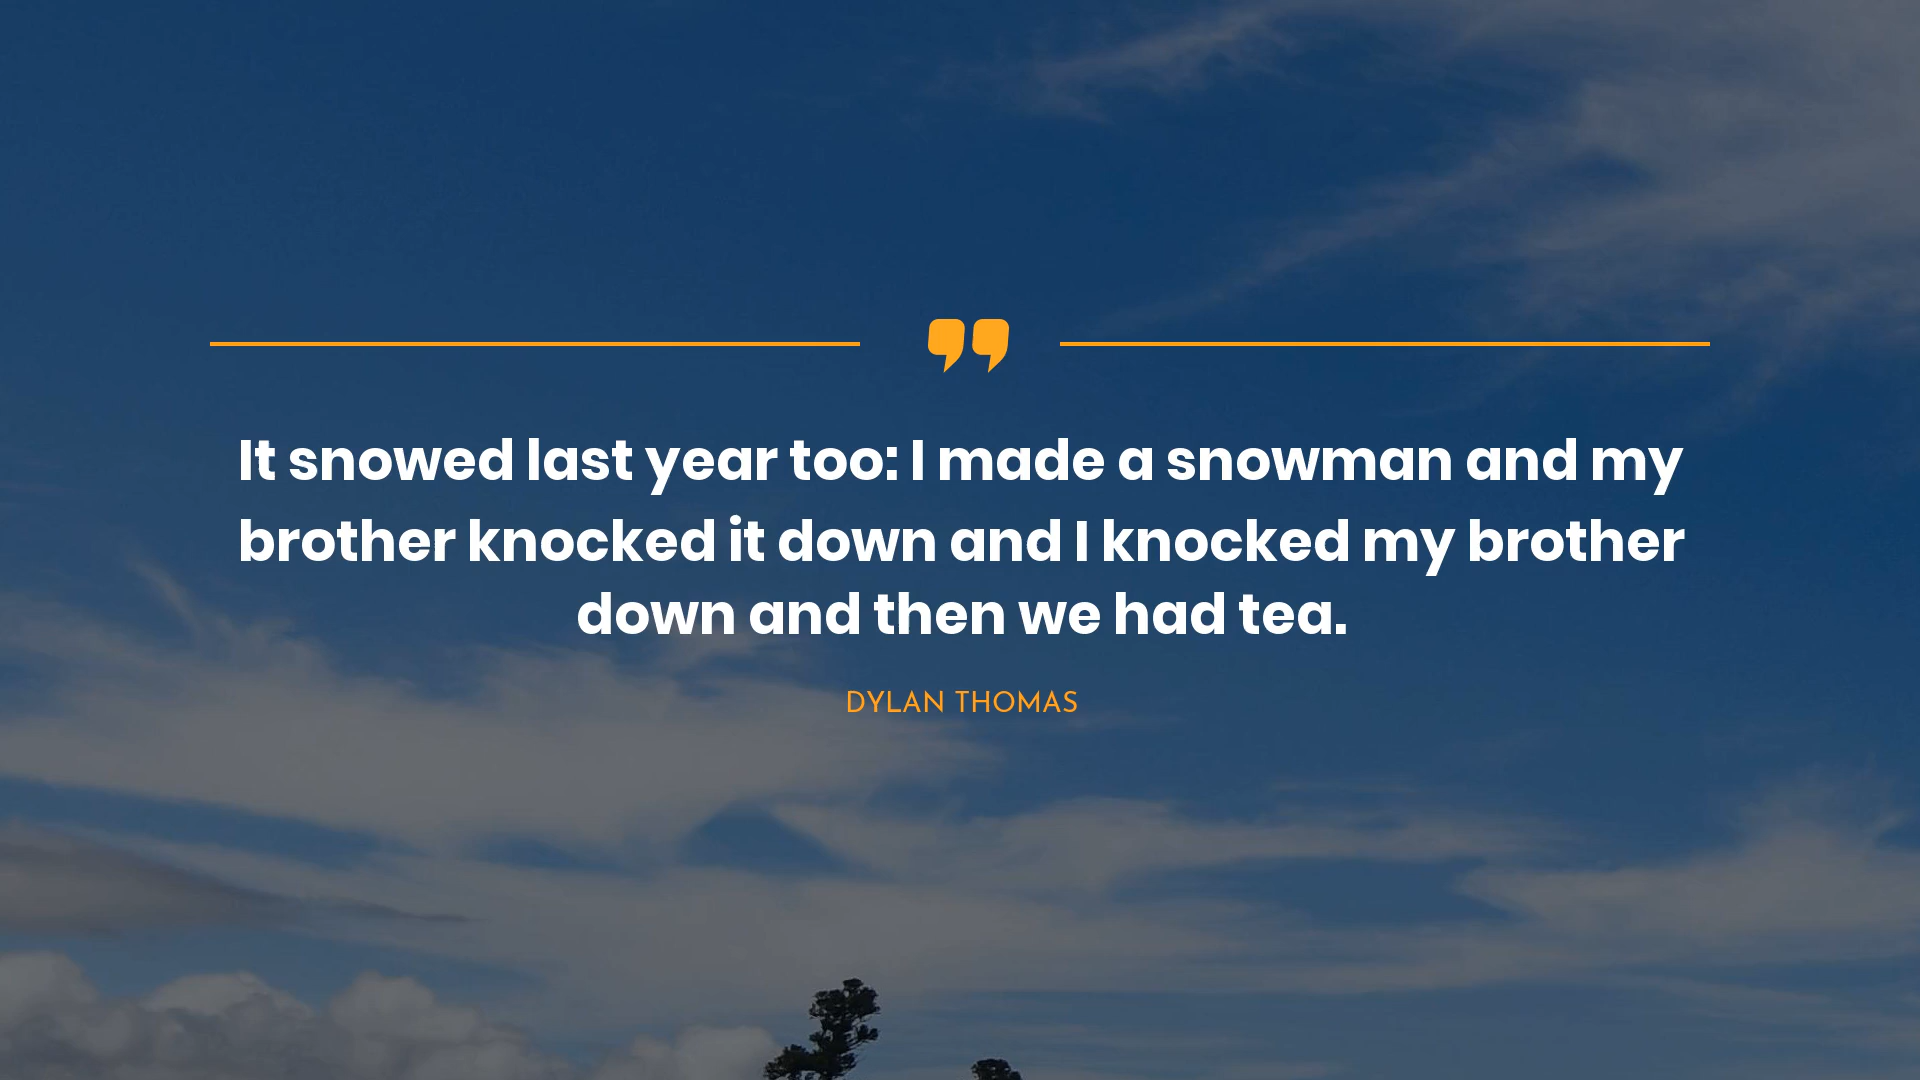 It snowed last year too: I made a snowman and my
brother knocked it down and I knocked my brother
down and then we had tea.
DYLAN THOMAS